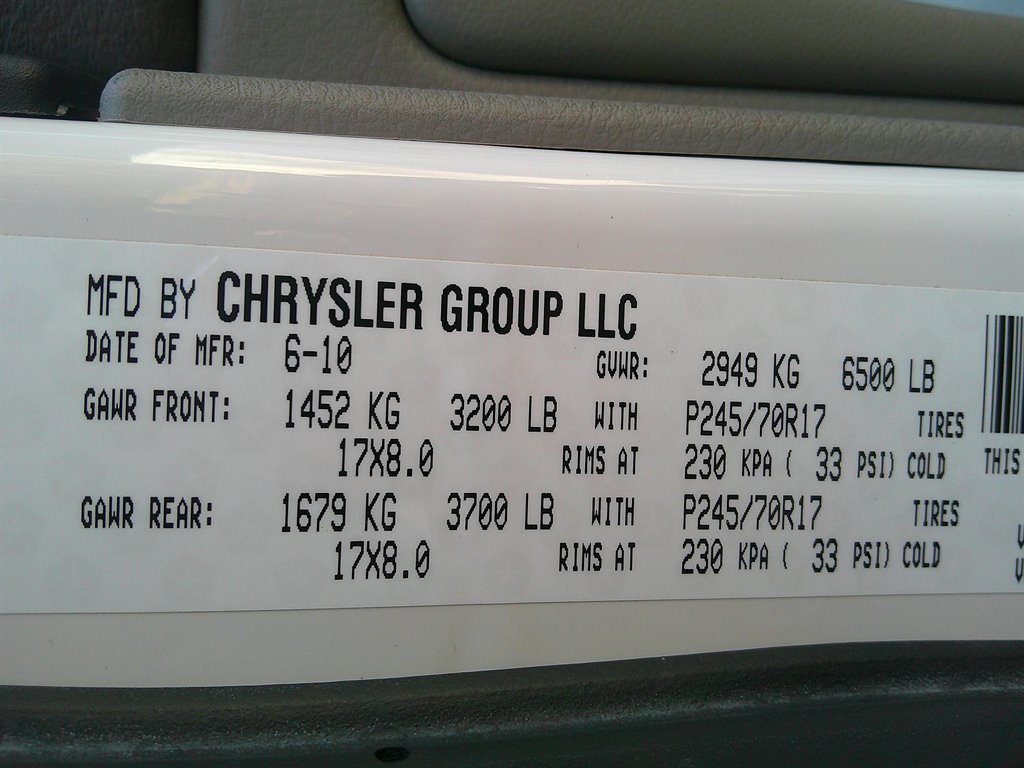 MFD BY CHRYSLER GROUP LLC
DATE OF MFR: 6-10 GVWR: 2949 KG 6500 LB
GAWR FRONT: 1452 KG 3200 LB WITH P245/70R17 TIRES
17X8.0 RIMS AT 230 KPA ( 33 PSI) COLD THIS
GAWR REAR: 1679 KG 3700 LB WITH P245/70R17 TIRES
17X8.0 RIMS AT 230 KPA ( 33 PSI) COLD